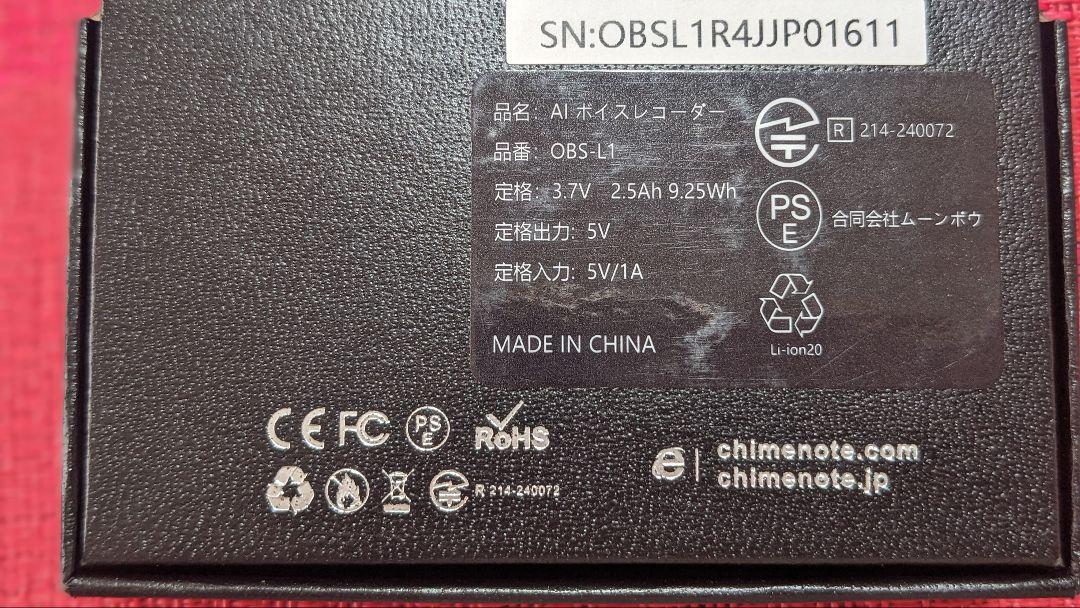 SN:OBSL1R4JJP01611
品名: AI ボイスレコーダー
R 214-240072
品番: OBS-L1
定格: 3.7V 2.5Ah 9.25Wh
PSE 合同会社ムーンボウ
定格出力: 5V
定格入力: 5V/1A
MADE IN CHINA
Li-ion20
CE FC PSE RoHS
R 214-240072
e | chimenote.com
chimenote.jp